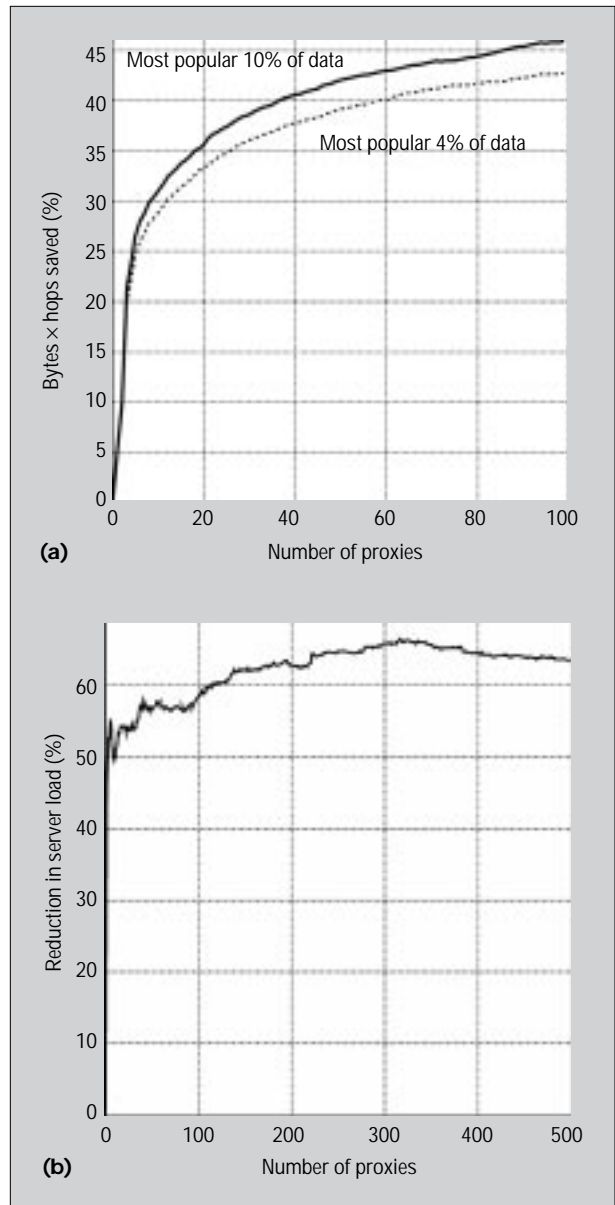 45
40
35
30
25
20
15
10
5
0
Bytes × hops saved (%)
Most popular 10% of data
Most popular 4% of data
0 20 40 60 80 100
Number of proxies
(a)
60
50
40
30
20
10
0
Reduction in server load (%)
0 100 200 300 400 500
Number of proxies
(b)